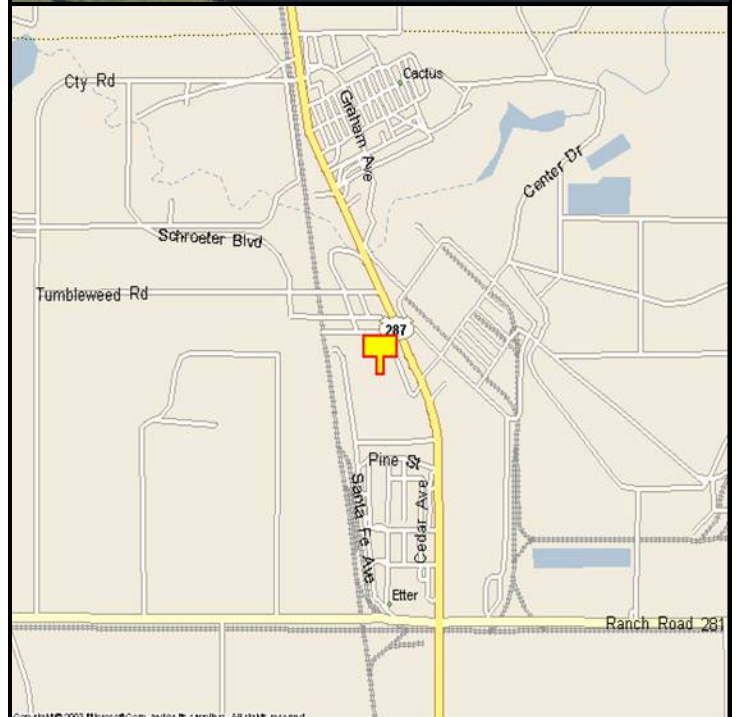 Cactus
Cty Rd
Graham Ave
Center Dr
Schroeter Blvd
Tumbleweed Rd
287
Pine St
Santa Fe Ave
Cedar Ave
Etter
Ranch Road 281